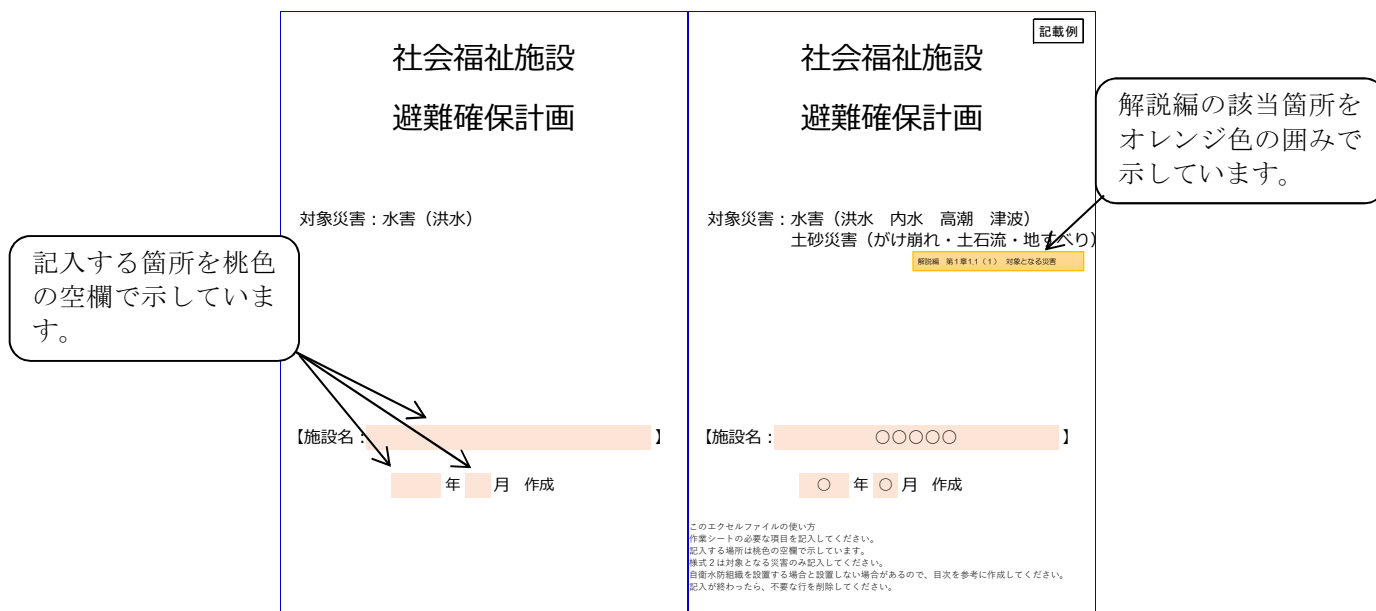 社会福祉施設
避難確保計画
対象災害：水害（洪水）
記入する箇所を桃色
の空欄で示していま
す。
【施設名：　　　　　】
年　月　作成
記載例
社会福祉施設
避難確保計画
解説編の該当箇所を
オレンジ色の囲みで
示しています。
対象災害：水害（洪水　内水　高潮　津波）
土砂災害（がけ崩れ・土石流・地すべり）
解説編　第１章1.1（１）　対象となる災害
【施設名：　○○○○○　】
○　年　○　月　作成
このエクセルファイルの使い方
作業シートの必要な項目を記入してください。
記入する場所は桃色の空欄で示しています。
様式２は対象となる災害のみ記入してください。
自衛水防組織を設置する場合と設置しない場合があるので、目次を参考に作成してください。
記入が終わったら、不要な行を削除してください。